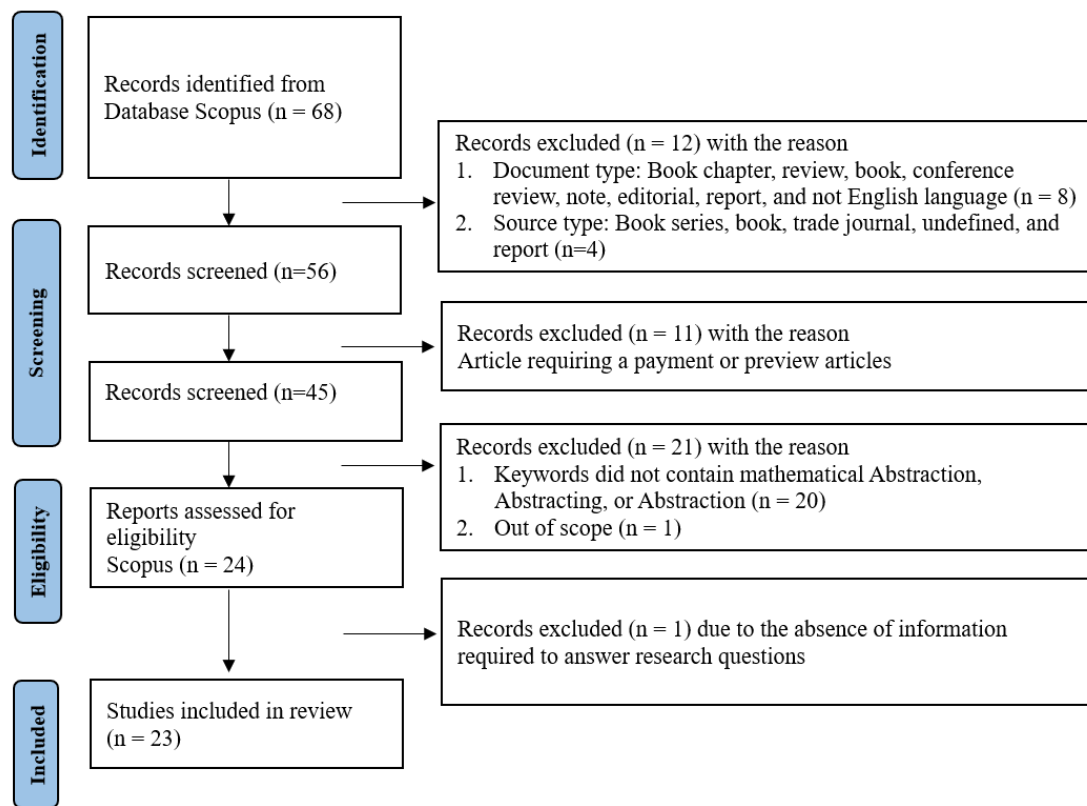 Identification
Records identified from
Database Scopus (n = 68)
Records excluded (n = 12) with the reason
1. Document type: Book chapter, review, book, conference
review, note, editorial, report, and not English language (n = 8)
2. Source type: Book series, book, trade journal, undefined, and
report (n=4)
Screening
Records screened (n=56)
Records excluded (n = 11) with the reason
Article requiring a payment or preview articles
Records screened (n=45)
Records excluded (n = 21) with the reason
1. Keywords did not contain mathematical Abstraction,
Abstracting, or Abstraction (n = 20)
2. Out of scope (n = 1)
Eligibility
Reports assessed for
eligibility
Scopus (n = 24)
Records excluded (n = 1) due to the absence of information
required to answer research questions
Included
Studies included in review
(n = 23)